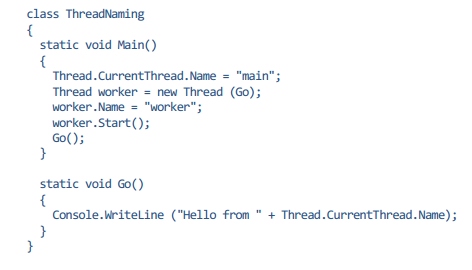 class ThreadNaming
{
  static void Main()
  {
    Thread.CurrentThread.Name = "main";
    Thread worker = new Thread (Go);
    worker.Name = "worker";
    worker.Start();
    Go();
  }

  static void Go()
  {
    Console.WriteLine ("Hello from " + Thread.CurrentThread.Name);
  }
}